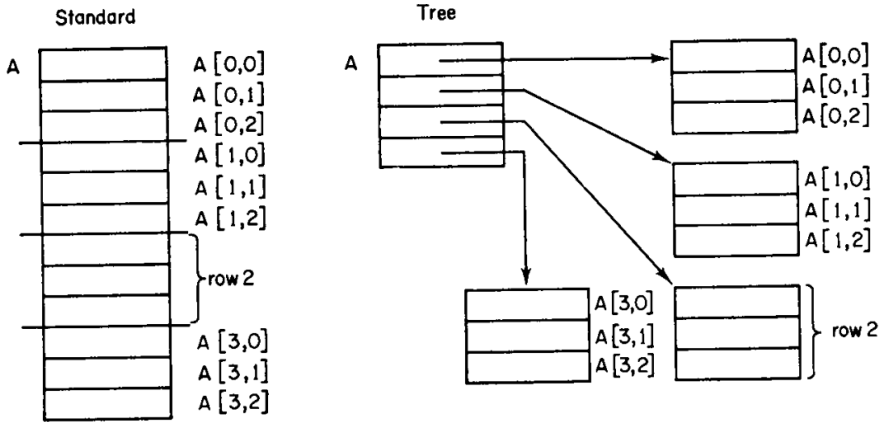 Standard
A
A [0,0]
A [0,1]
A [0,2]
A [1,0]
A [1,1]
A [1,2]
row 2
A [3,0]
A [3,1]
A [3,2]
Tree
A
A [0,0]
A [0,1]
A [0,2]
A [1,0]
A [1,1]
A [1,2]
A [3,0]
A [3,1]
A [3,2]
row 2